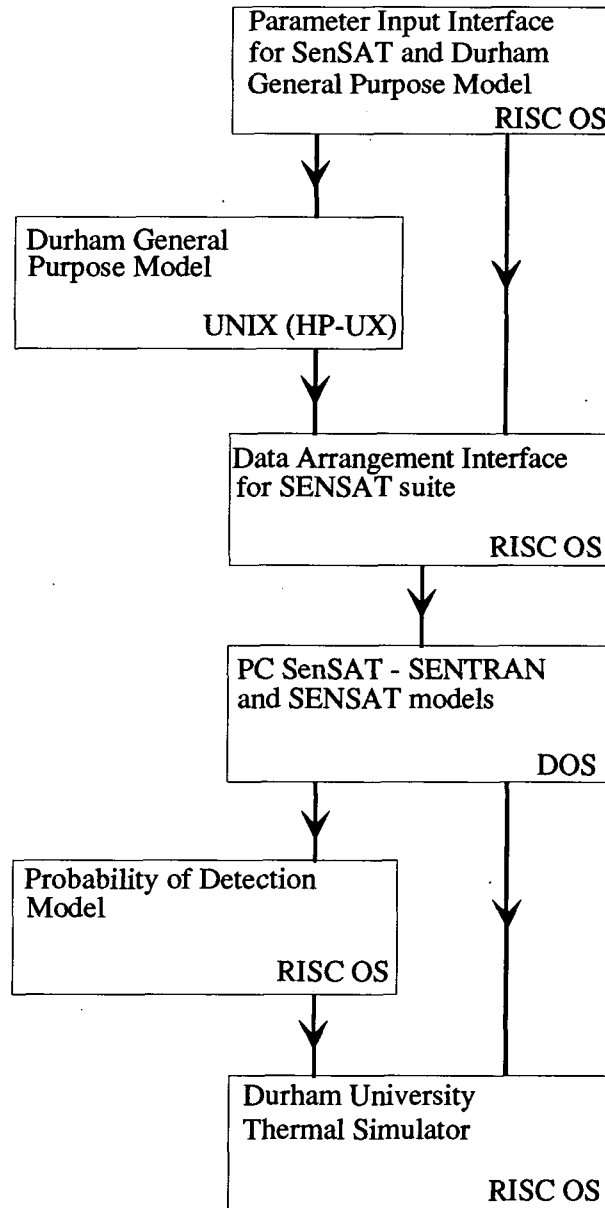 Parameter Input Interface
for SenSAT and Durham
General Purpose Model
RISC OS
Durham General
Purpose Model
UNIX (HP-UX)
Data Arrangement Interface
for SENSAT suite
RISC OS
PC SenSAT - SENTRAN
and SENSAT models
DOS
Probability of Detection
Model
RISC OS
Durham University
Thermal Simulator
RISC OS